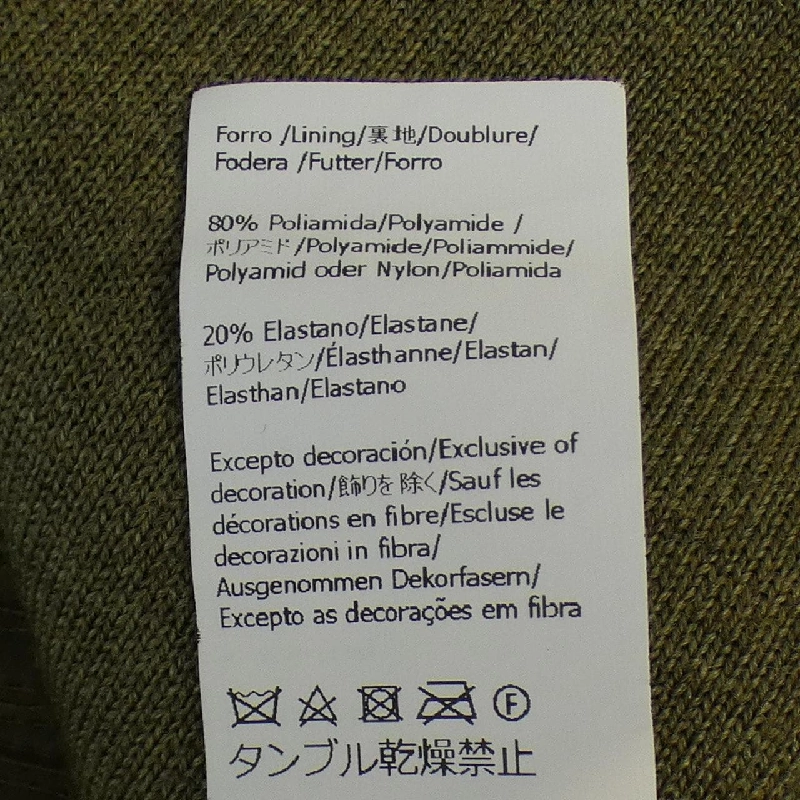 Forro /Lining/裏地/Doublure/
Fodera /Futter/Forro
80% Poliamida/Polyamide /
ポリアミド/Polyamide/Poliammide/
Polyamid oder Nylon/Poliamida
20% Elastano/Elastane/
ポリウレタン/Élasthanne/Elastan/
Elasthan/Elastano
Excepto decoración/Exclusive of
decoration/飾りを除く/Sauf les
décorations en fibre/Escluse le
decorazioni in fibra/
Ausgenommen Dekorfasern/
Excepto as decorações em fibra
F
タンブル乾燥禁止